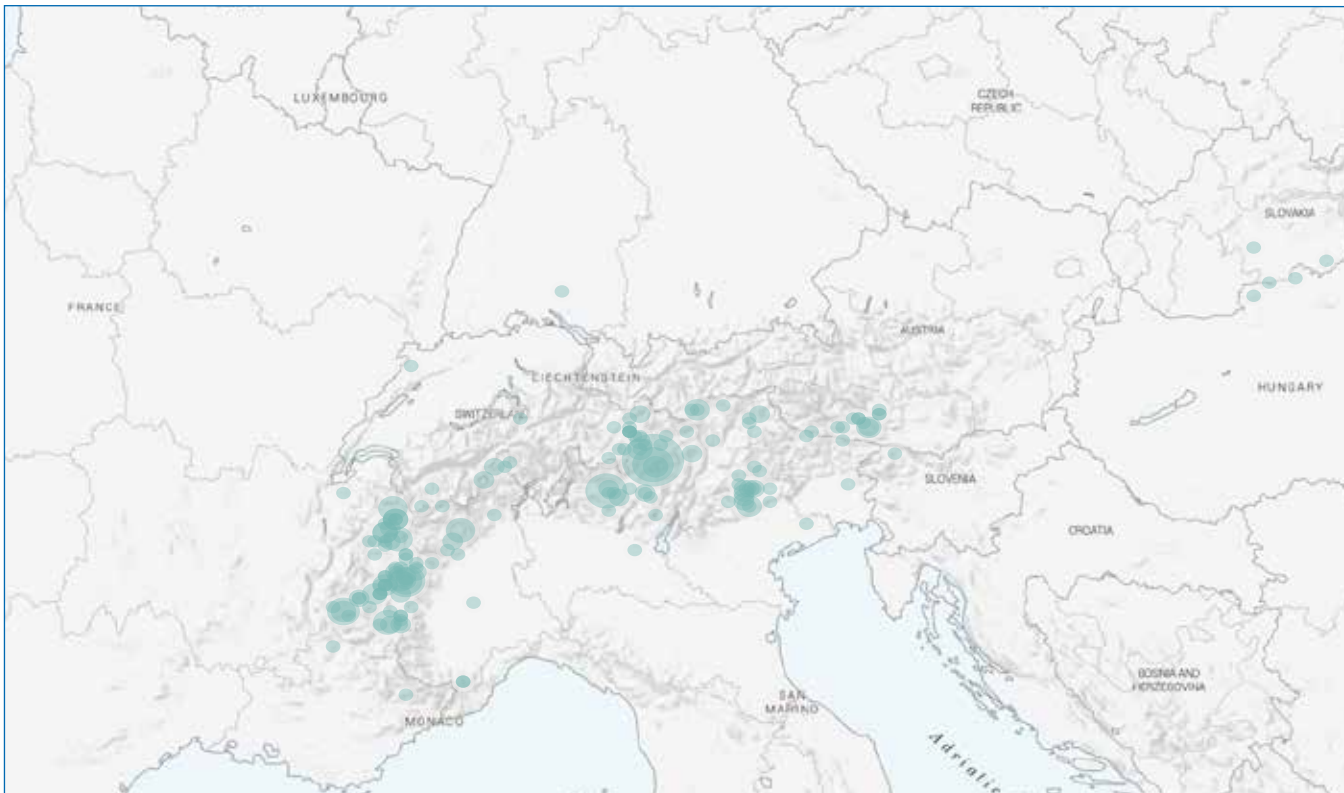 LUXEMBOURG
CZECH
REPUBLIC
SLOVAKIA
FRANCE
AUSTRIA
LIECHTENSTEIN
HUNGARY
SWITZERLAND
SLOVENIA
CROATIA
BOSNIA AND
HERZEGOVINA
SAN
MARINO
MONACO
Adriatic